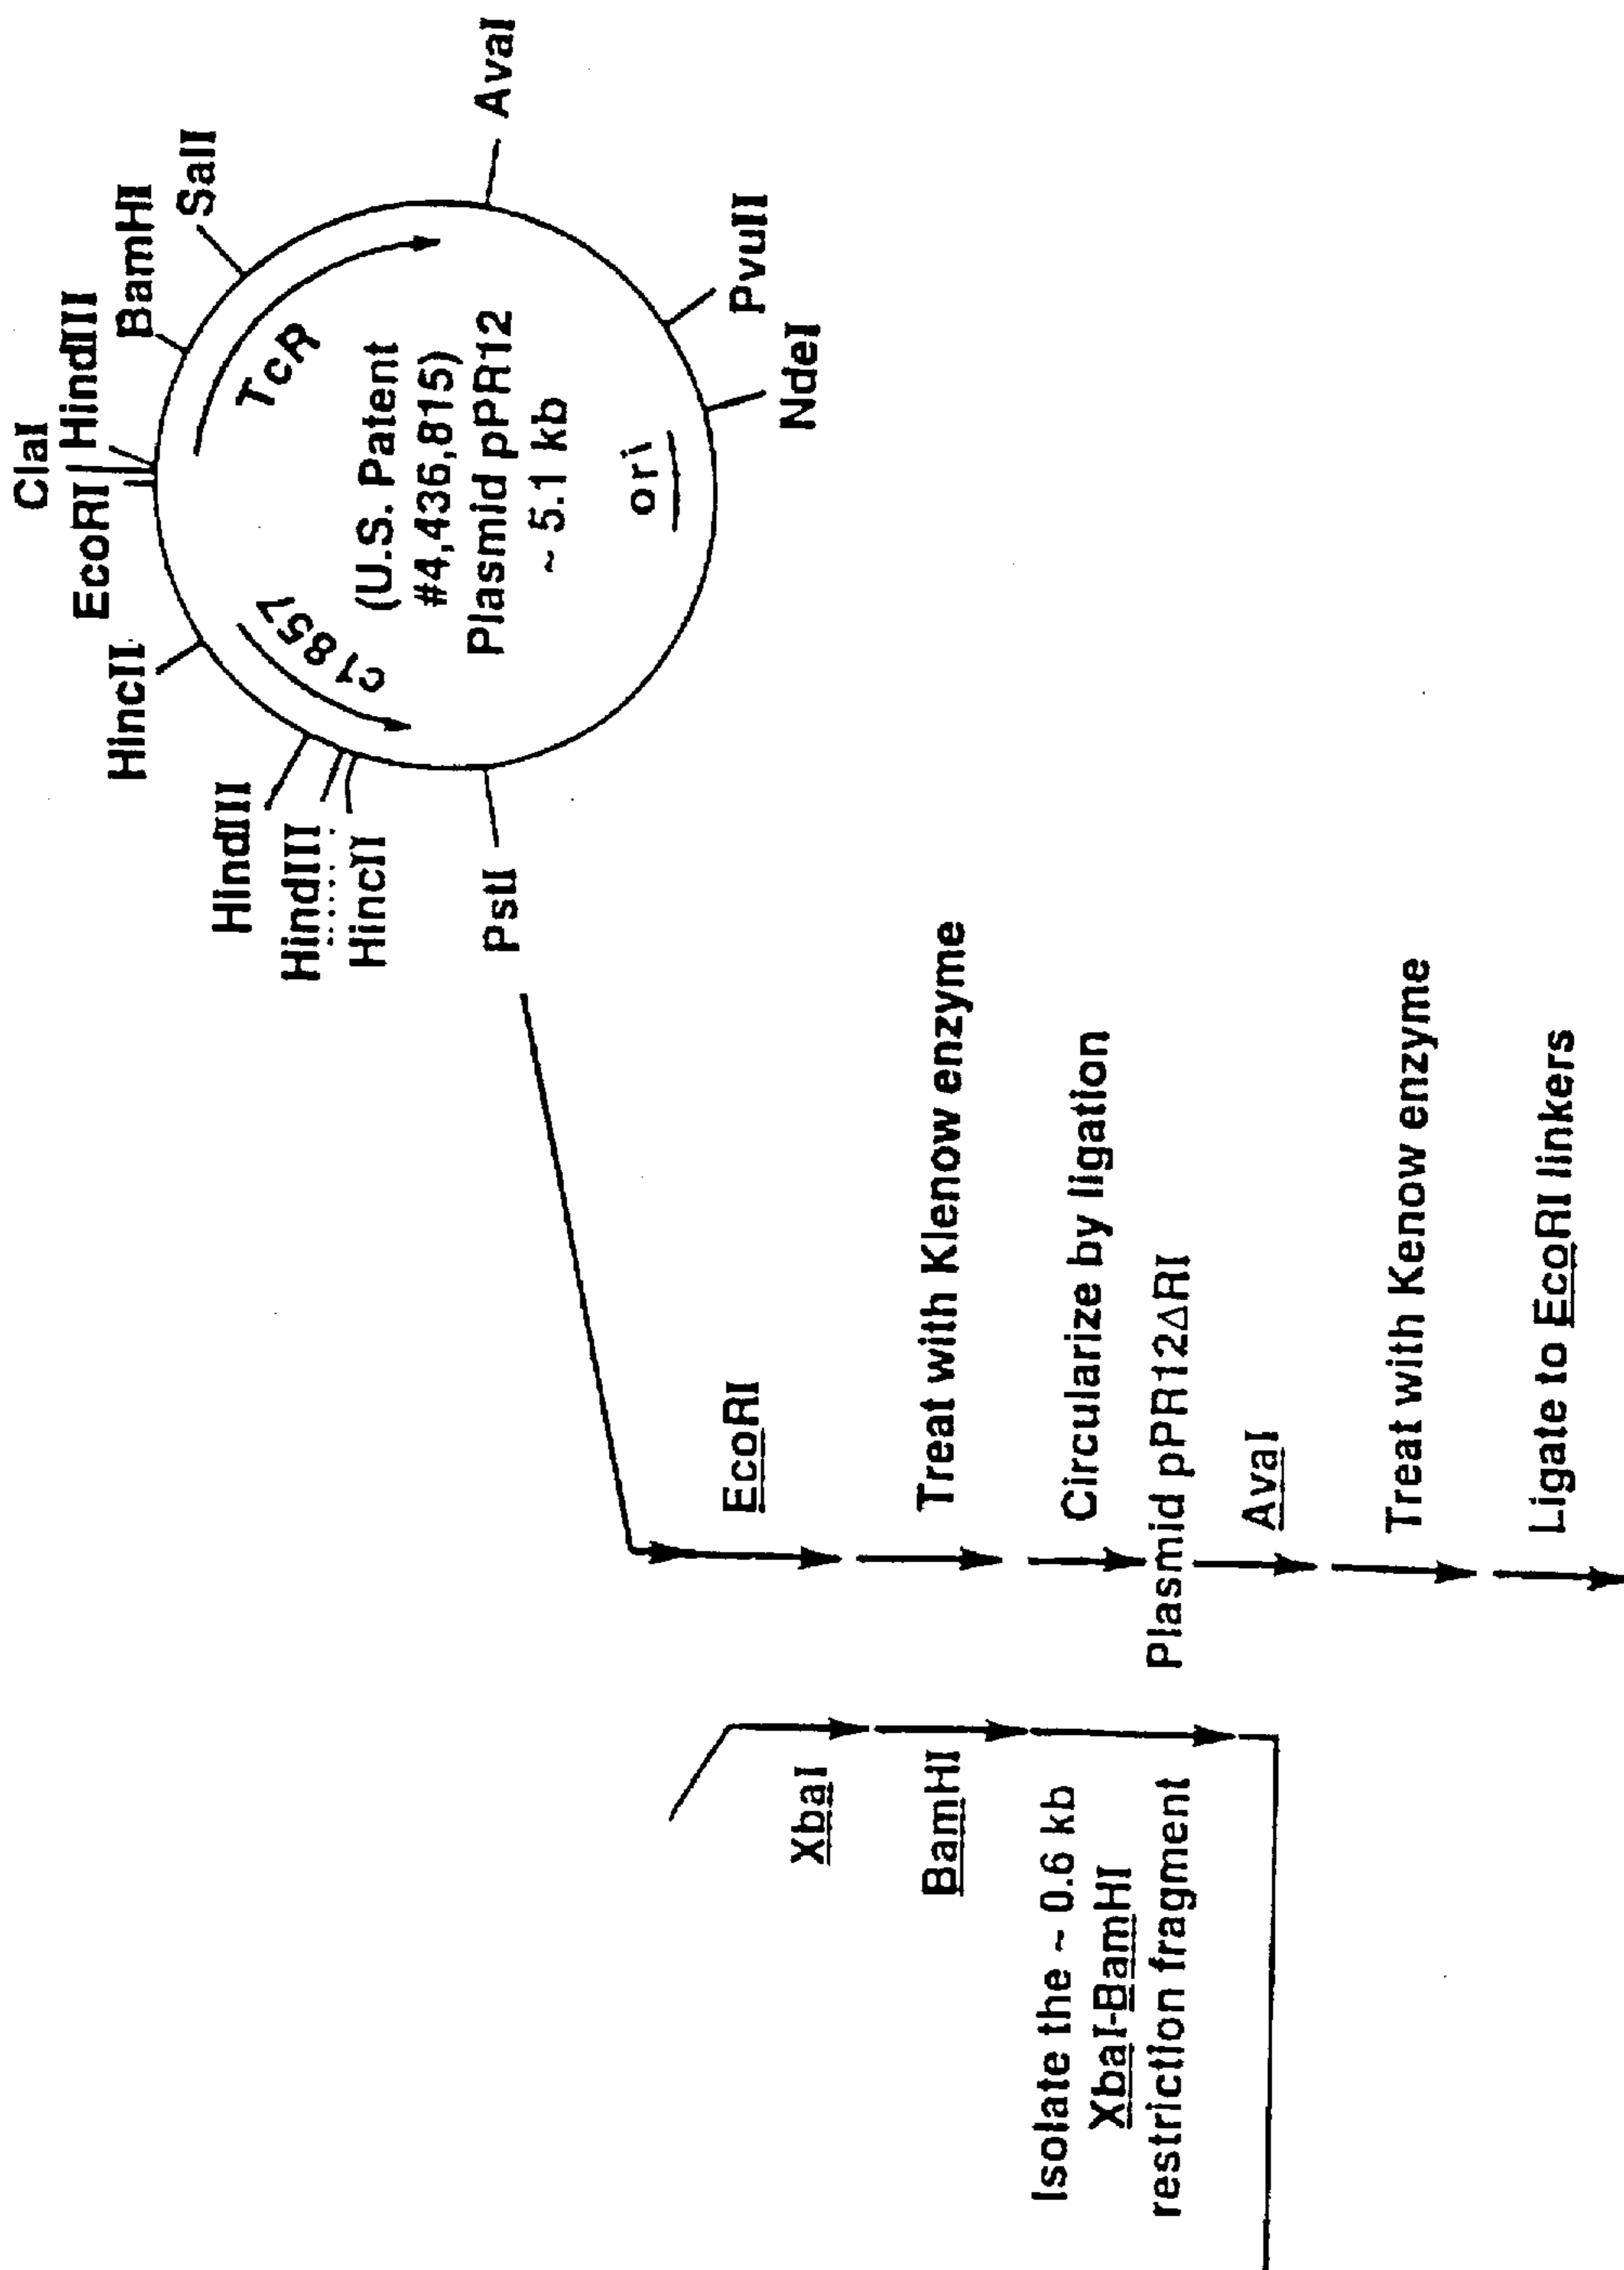 ClaI
EcoRI
HindIII
BamHI
SalI
HincII
HindIII
HindIII
HincII
AvaI
TcR
cI857
(U.S. Patent
#4,436,815)
Plasmid pPR12
~ 5.1 kb
ori
PstI
PvuII
NdeI
XbaI
EcoRI
BamHI
Treat with Klenow enzyme
Isolate the ~ 0.6 kb
XbaI-BamHI
restriction fragment
Circularize by ligation
Plasmid pPR12ΔRI
AvaI
Treat with Kenow enzyme
Ligate to EcoRI linkers